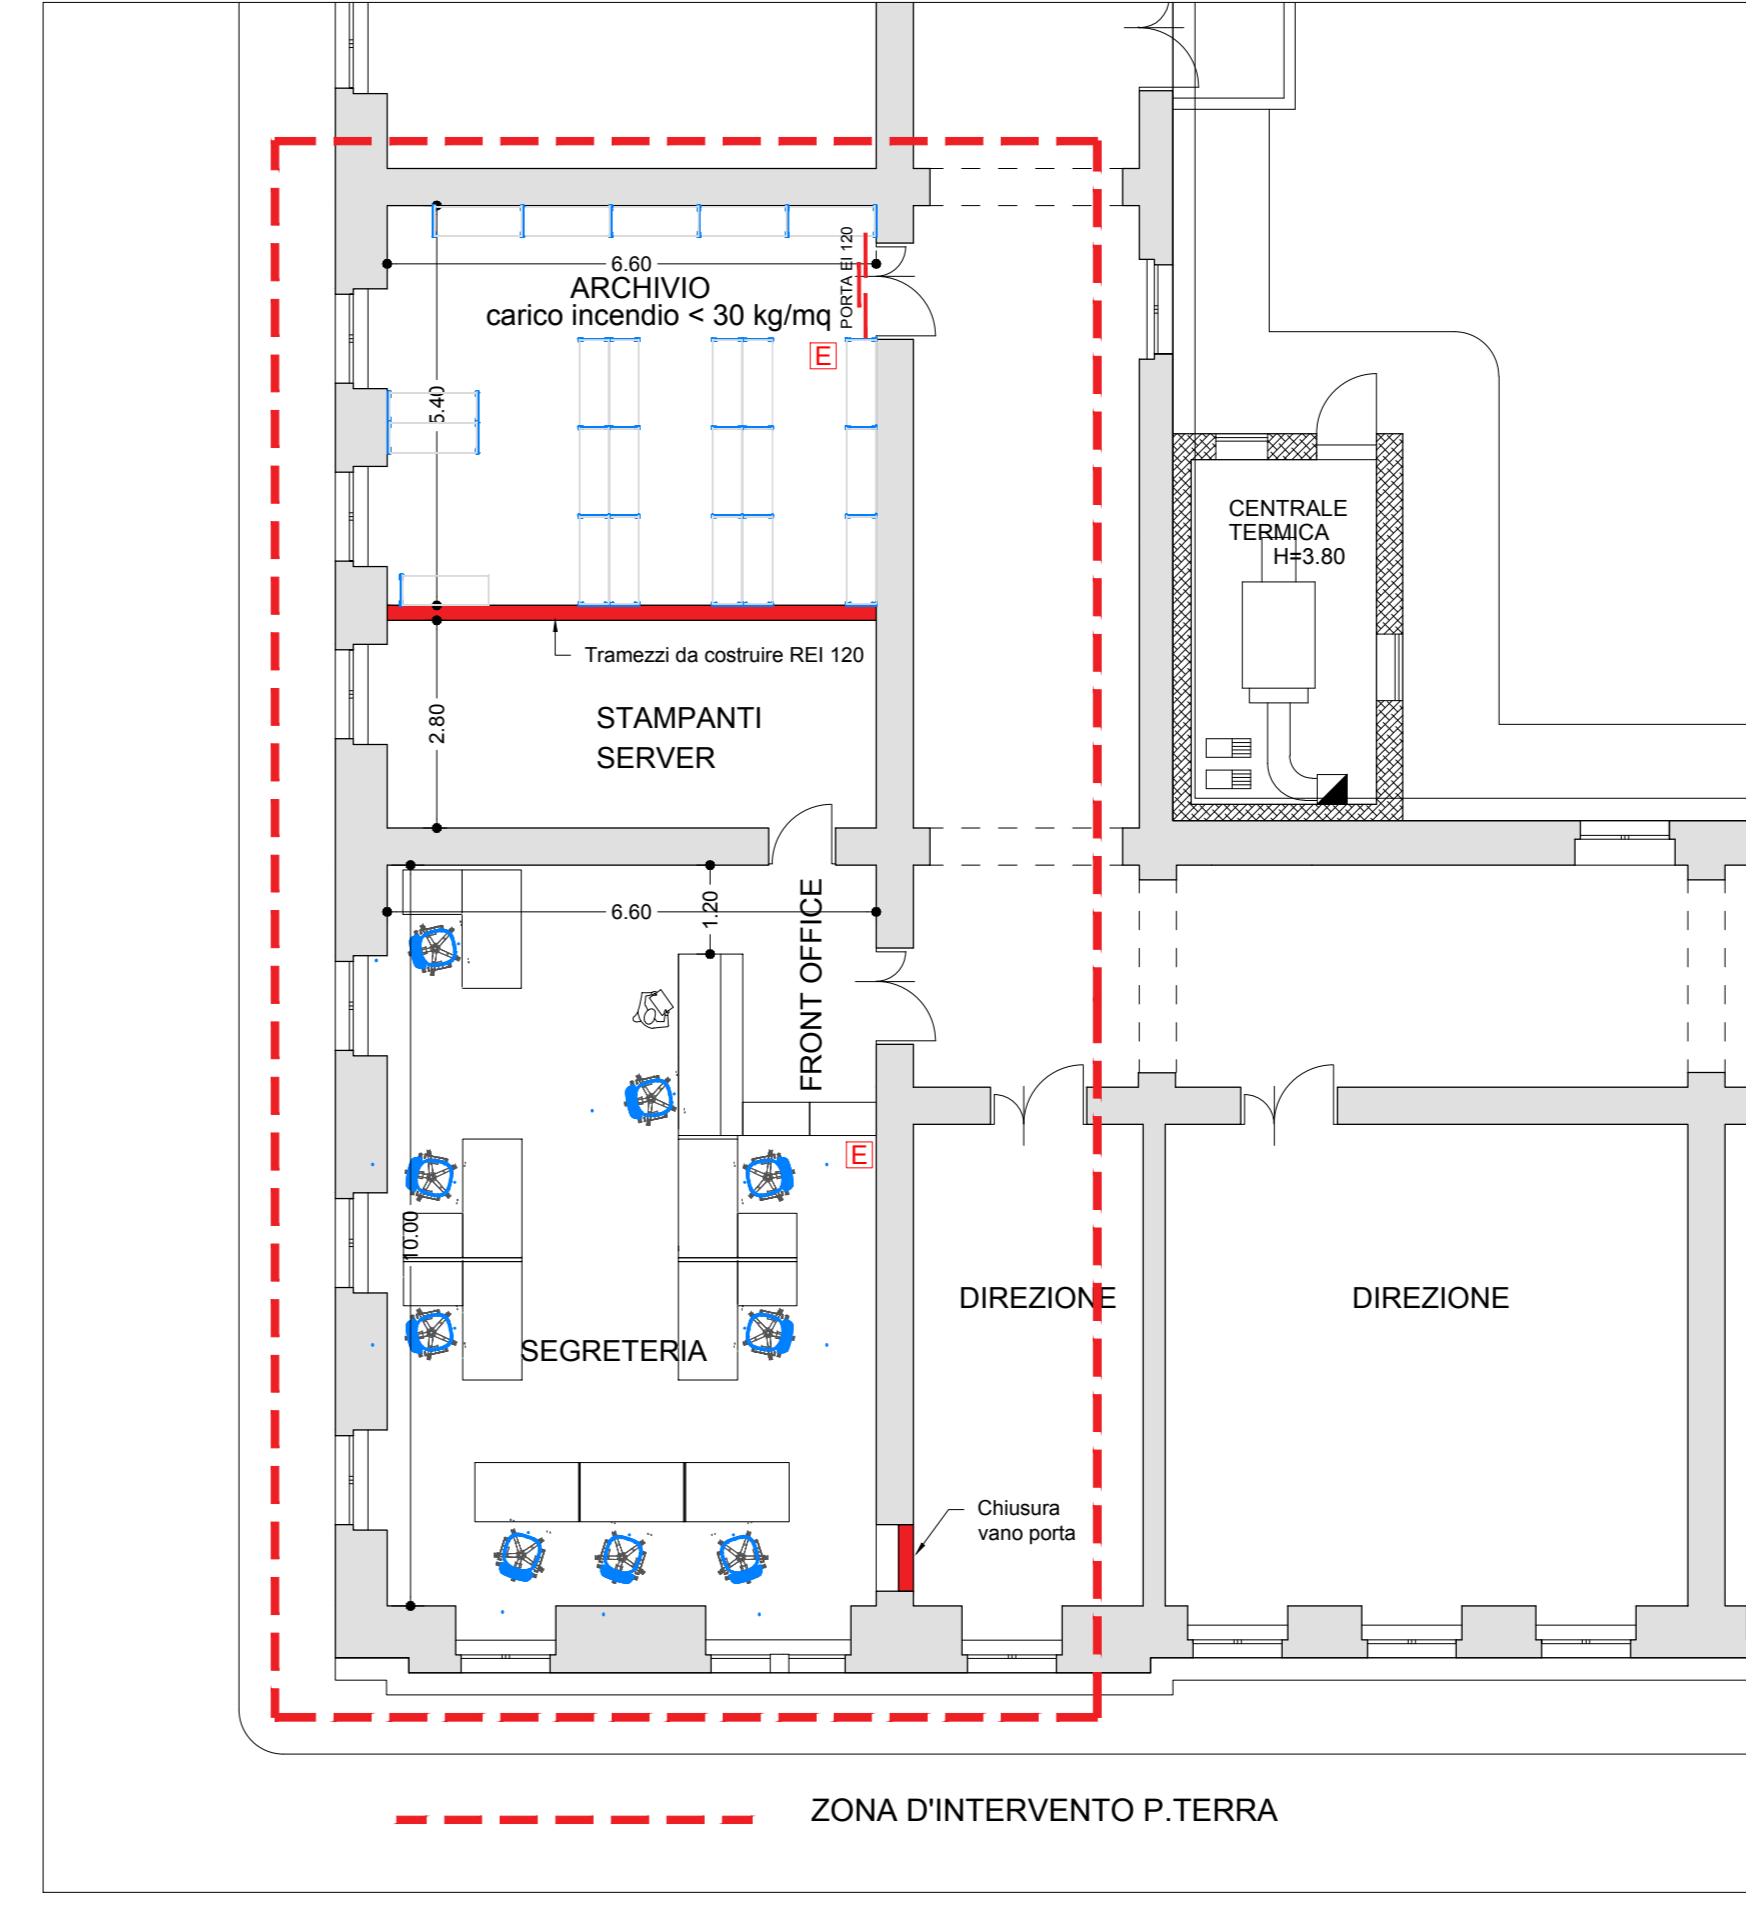 PORTA EI 120
6.60
ARCHIVIO
carico incendio < 30 kg/mq
E
5.40
CENTRALE
TERMICA
H=3.80
Tramezzi da costruire REI 120
2.80
STAMPANTI
SERVER
6.60
1.20
FRONT OFFICE
E
10.00
DIREZIONE
DIREZIONE
SEGRETERIA
Chiusura
vano porta
ZONA D'INTERVENTO P.TERRA